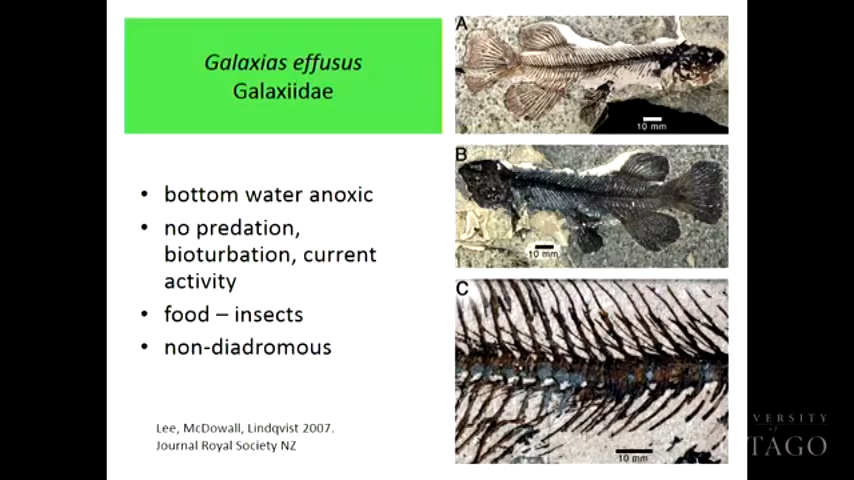 Galaxias effusus
Galaxiidae
• bottom water anoxic
• no predation,
bioturbation, current
activity
• food – insects
• non-diadromous
Lee, McDowall, Lindqvist 2007.
Journal Royal Society NZ
A
10 mm
B
10 mm
C
10 mm
VERSITY
of
TAGO